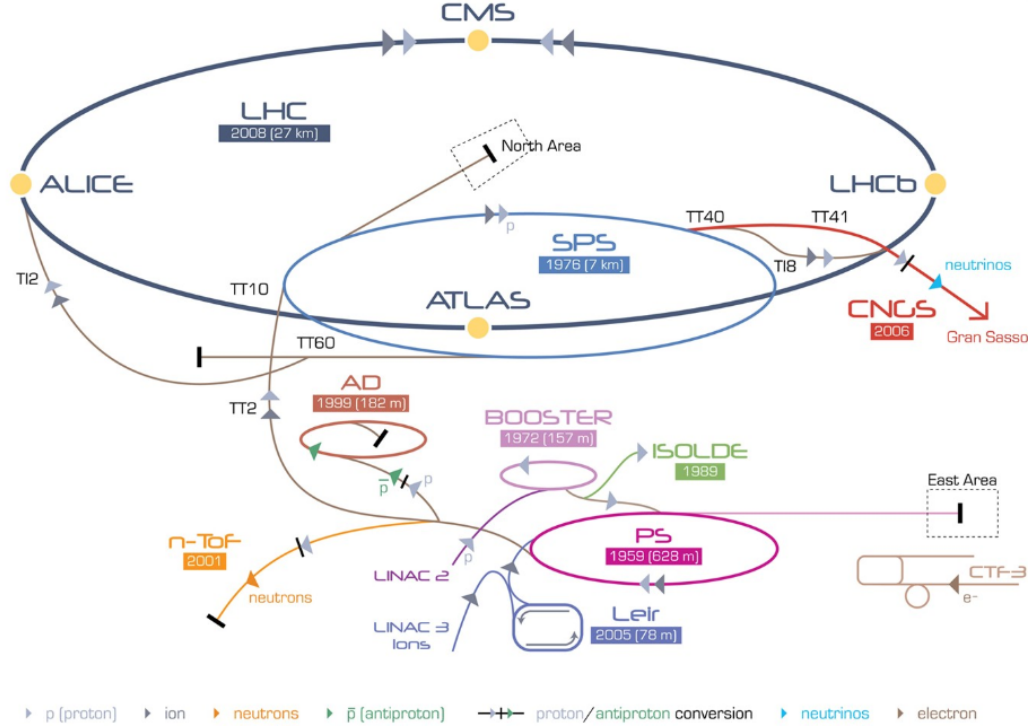 CMS
LHC
2008 (27 km)
North Area
ALICE
LHCb
TT40
TT41
SPS
1976 (7 km)
p
TI2
TT10
TI8
neutrinos
ATLAS
CNGS
2006
Gran Sasso
TT60
AD
1999 (182 m)
TT2
BOOSTER
1972 (157 m)
ISOLDE
1989
p̅
p
East Area
n-ToF
2001
PS
1959 (628 m)
LINAC 2
p
neutrons
CTF-3
e-
LINAC 3
Ions
Leir
2005 (78 m)
p (proton)
ion
neutrons
p̅ (antiproton)
proton/antiproton conversion
neutrinos
electron